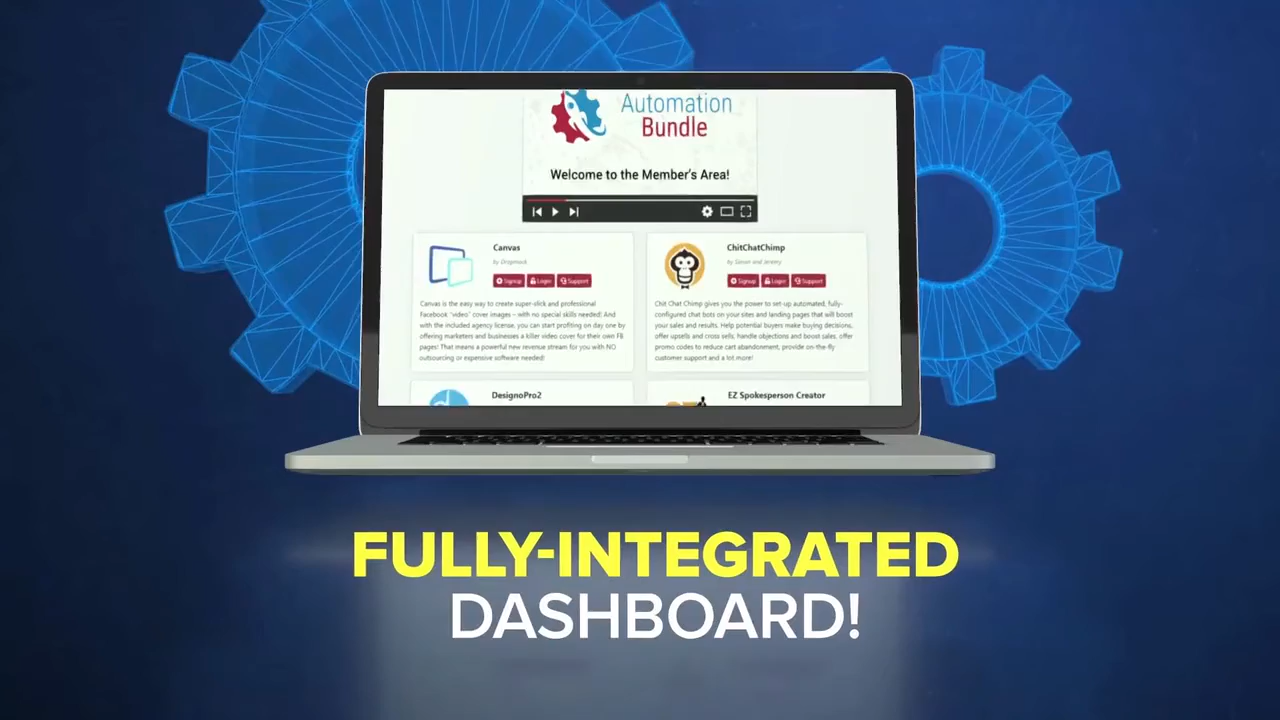 Automation
Bundle
Welcome to the Member's Area!
Canvas
by Dropmock
Signup Login Support
Canvas is the easy way to create super-slick and professional
Facebook "video" cover images – with no special skills needed! And
with the included agency license, you can start profiting on day one by
offering marketers and businesses a killer video cover for their own FB
pages! That means a powerful new revenue stream for you with NO
outsourcing or expensive software needed!
ChitChatChimp
by Simon and Jeremy
Signup Login Support
Chit Chat Chimp gives you the power to set-up automated, fully-
configured chat bots on your sites and landing pages that will boost
your sales and results. Help potential buyers make buying decisions,
offer upsells and cross sells, handle objections and boost sales, offer
promo codes to reduce cart abandonment, provide on-the-fly
customer support and a lot more!
DesignoPro2
EZ Spokesperson Creator
FULLY-INTEGRATED
DASHBOARD!